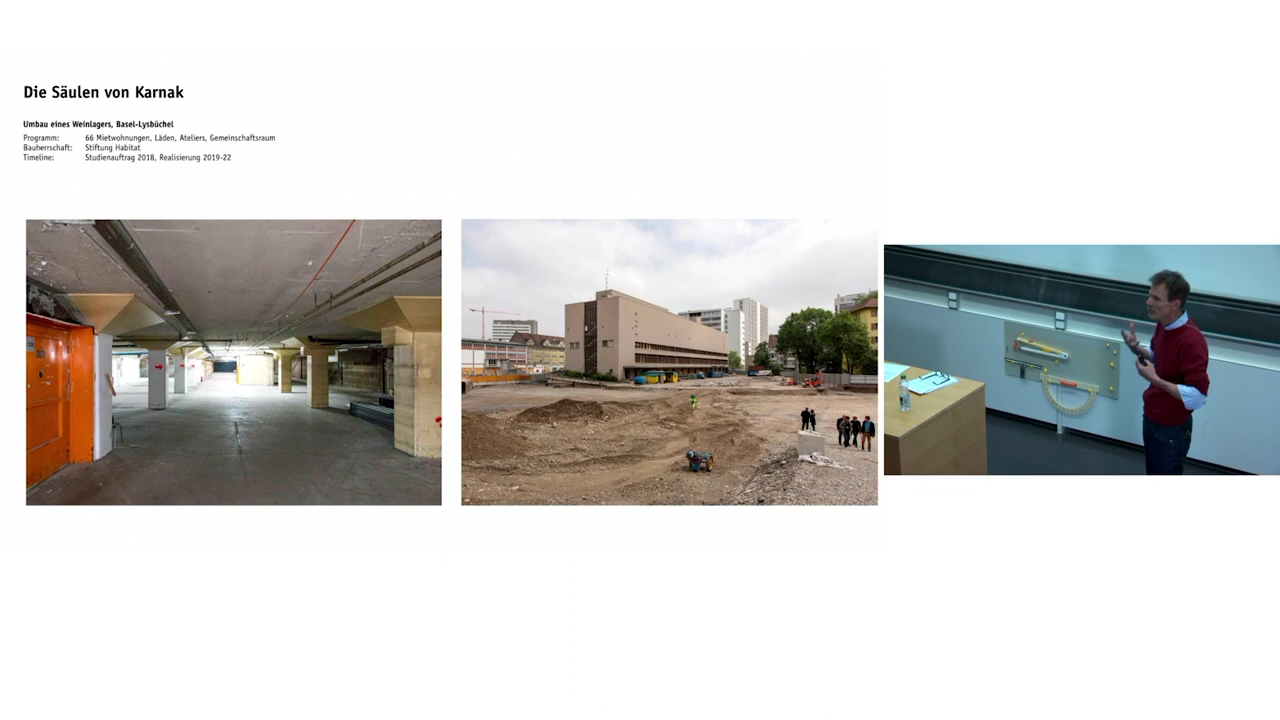 Die Säulen von Karnak
Umbau eines Weinlagers, Basel-Lysbüchel
Programm: 66 Mietwohnungen, Läden, Ateliers, Gemeinschaftsraum
Bauherrschaft: Stiftung Habitat
Timeline: Studienauftrag 2018, Realisierung 2019-22